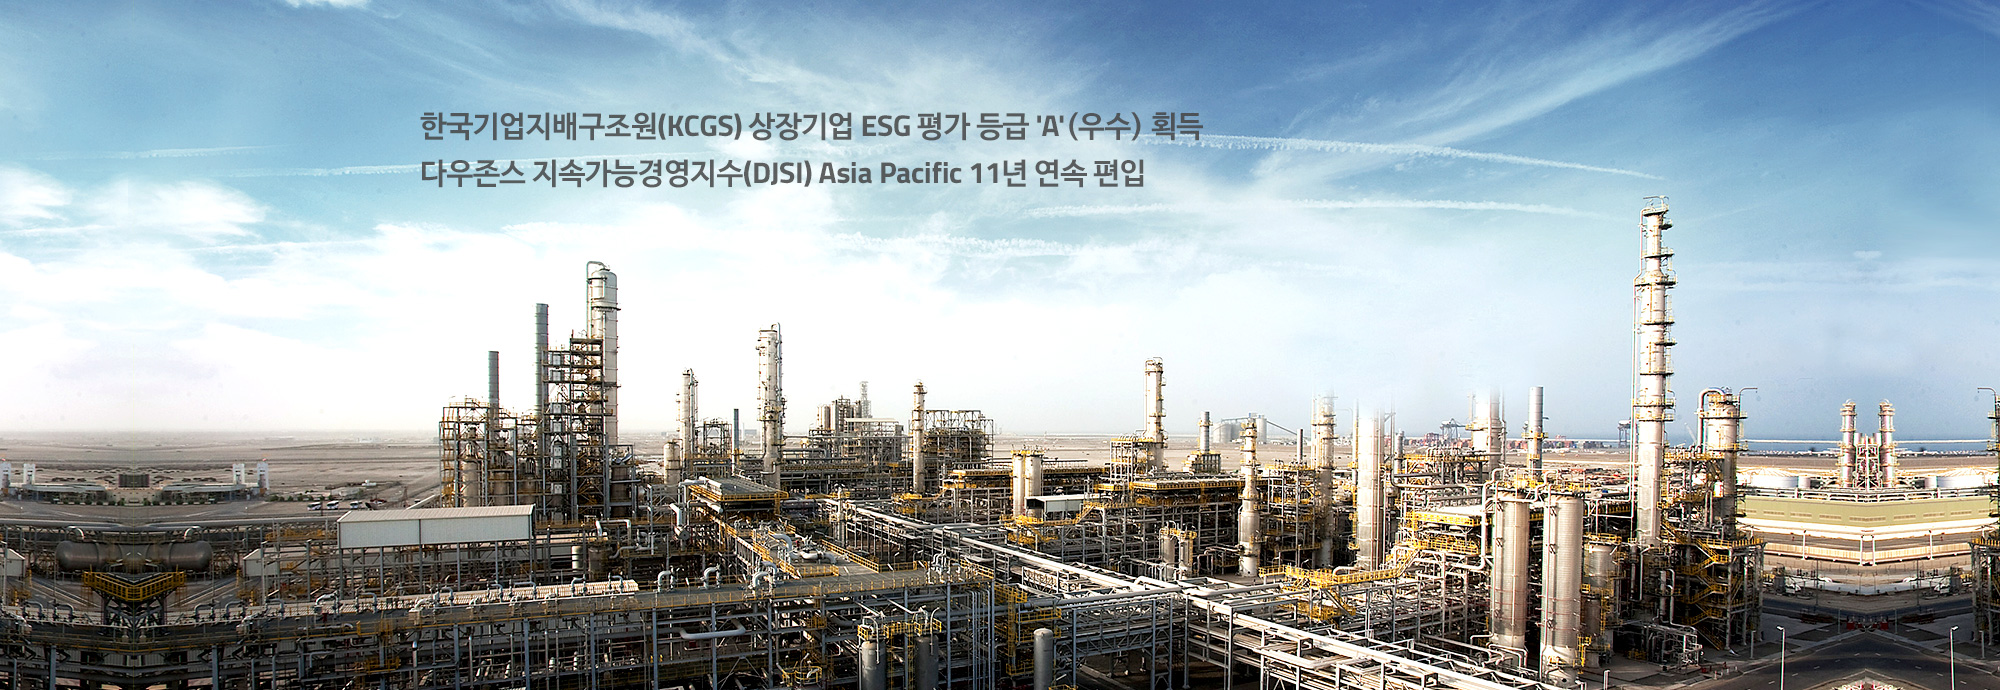 한국기업지배구조원(KCGS) 상장기업 ESG 평가 등급 'A' (우수) 획득
다우존스 지속가능경영지수(DJSI) Asia Pacific 11년 연속 편입